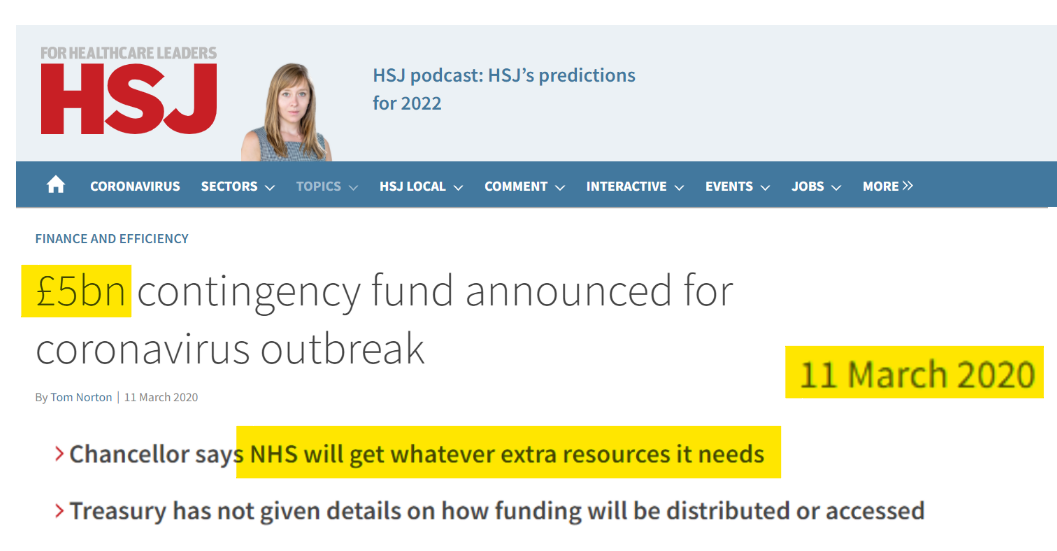 FOR HEALTHCARE LEADERS
HSJ
HSJ podcast: HSJ’s predictions
for 2022
CORONAVIRUS SECTORS TOPICS HSJ LOCAL COMMENT INTERACTIVE EVENTS JOBS MORE
FINANCE AND EFFICIENCY
£5bn contingency fund announced for
coronavirus outbreak
11 March 2020
By Tom Norton | 11 March 2020
Chancellor says NHS will get whatever extra resources it needs
Treasury has not given details on how funding will be distributed or accessed